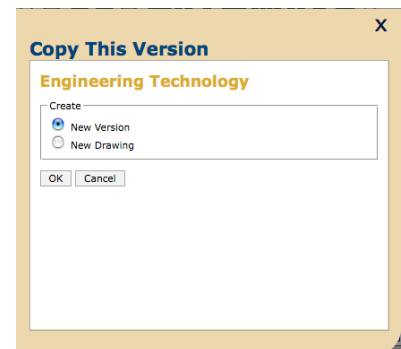 X
Copy This Version
Engineering Technology
Create
New Version
New Drawing
OK Cancel